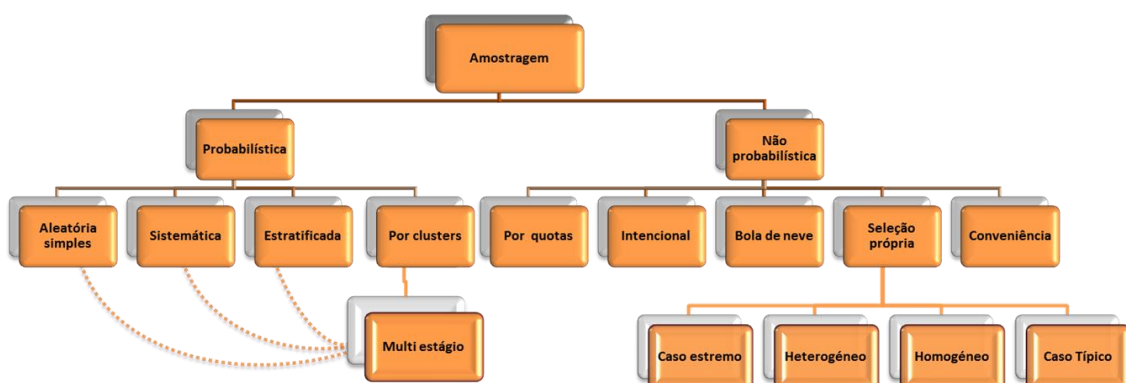 Amostragem
Probabilística
Não
probabilística
Aleatória
simples
Sistemática
Estratificada
Por clusters
Por quotas
Intencional
Bola de neve
Seleção
própria
Conveniência
Multi estágio
Caso estremo
Heterogéneo
Homogéneo
Caso Típico